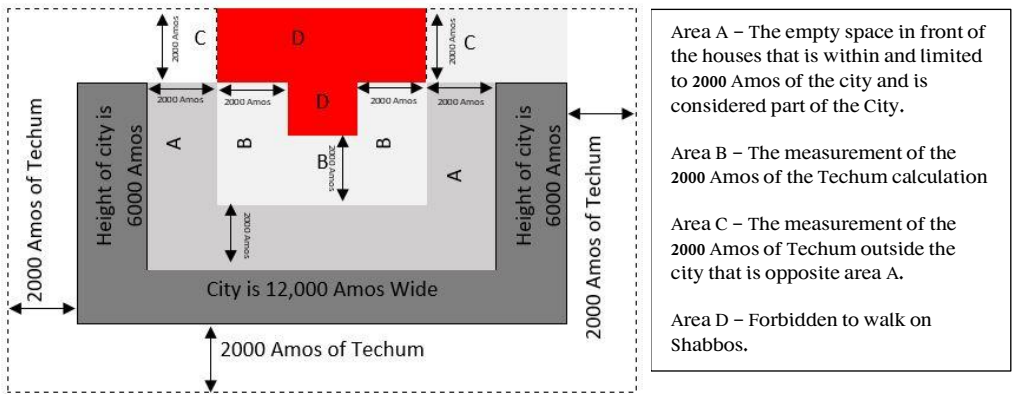 C
D
C
2000 Amos
2000 Amos
2000 Amos
2000 Amos
2000 Amos
2000 Amos
D
A
B
B
B
A
2000 Amos
2000 Amos
Height of city is
6000 Amos
Height of city is
6000 Amos
2000 Amos of Techum
2000 Amos of Techum
City is 12,000 Amos Wide
2000 Amos of Techum
Area A – The empty space in front of
the houses that is within and limited
to 2000 Amos of the city and is
considered part of the City.
Area B – The measurement of the
2000 Amos of the Techum calculation
Area C – The measurement of the
2000 Amos of Techum outside the
city that is opposite area A.
Area D – Forbidden to walk on
Shabbos.